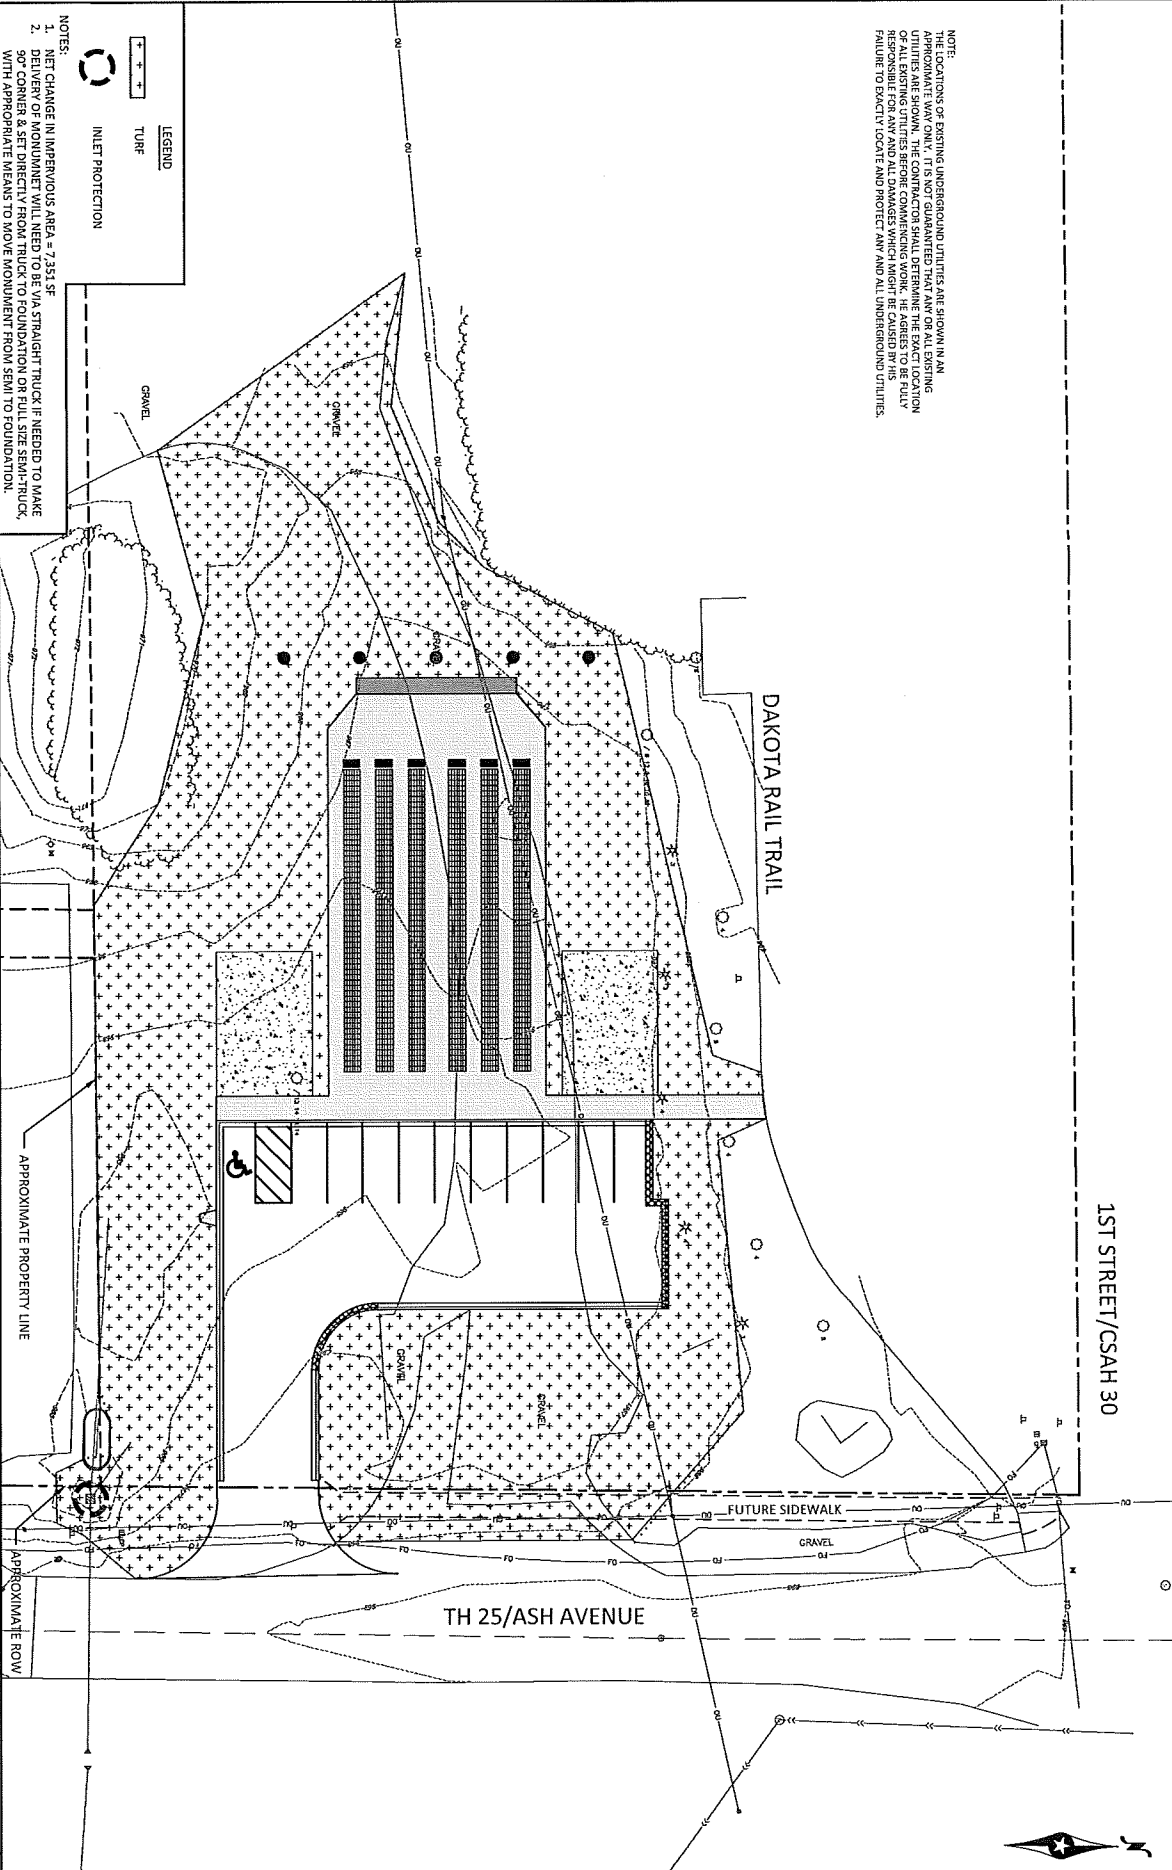 NOTE:
THE LOCATIONS OF EXISTING UNDERGROUND UTILITIES ARE SHOWN IN AN
APPROXIMATE WAY ONLY. IT IS NOT GUARANTEED THAT ANY OR ALL EXISTING
UTILITIES ARE SHOWN. THE CONTRACTOR SHALL DETERMINE THE EXACT LOCATION
OF ALL EXISTING UTILITIES BEFORE COMMENCING WORK. HE AGREES TO BE FULLY
RESPONSIBLE FOR ANY AND ALL DAMAGES WHICH MIGHT BE CAUSED BY HIS
FAILURE TO EXACTLY LOCATE AND PROTECT ANY AND ALL UNDERGROUND UTILITIES.
1ST STREET/CSAH 30
DAKOTA RAIL TRAIL
FUTURE SIDEWALK
GRAVEL
TH 25/ASH AVENUE
GRAVEL
GRAVEL
GRAVEL
GRAVEL
APPROXIMATE PROPERTY LINE
APPROXIMATE ROW
LEGEND
TURF
INLET PROTECTION
NOTES:
1. NET CHANGE IN IMPERVIOUS AREA = 7,351 SF
2. DELIVERY OF MONUMNET WILL NEED TO BE VIA STRAIGHT TRUCK IF NEEDED TO MAKE
90° CORNER & SET DIRECTLY FROM TRUCK TO FOUNDATION OR FULL SIZE SEMI-TRUCK,
WITH APPROPRIATE MEANS TO MOVE MONUMENT FROM SEMI TO FOUNDATION.
N